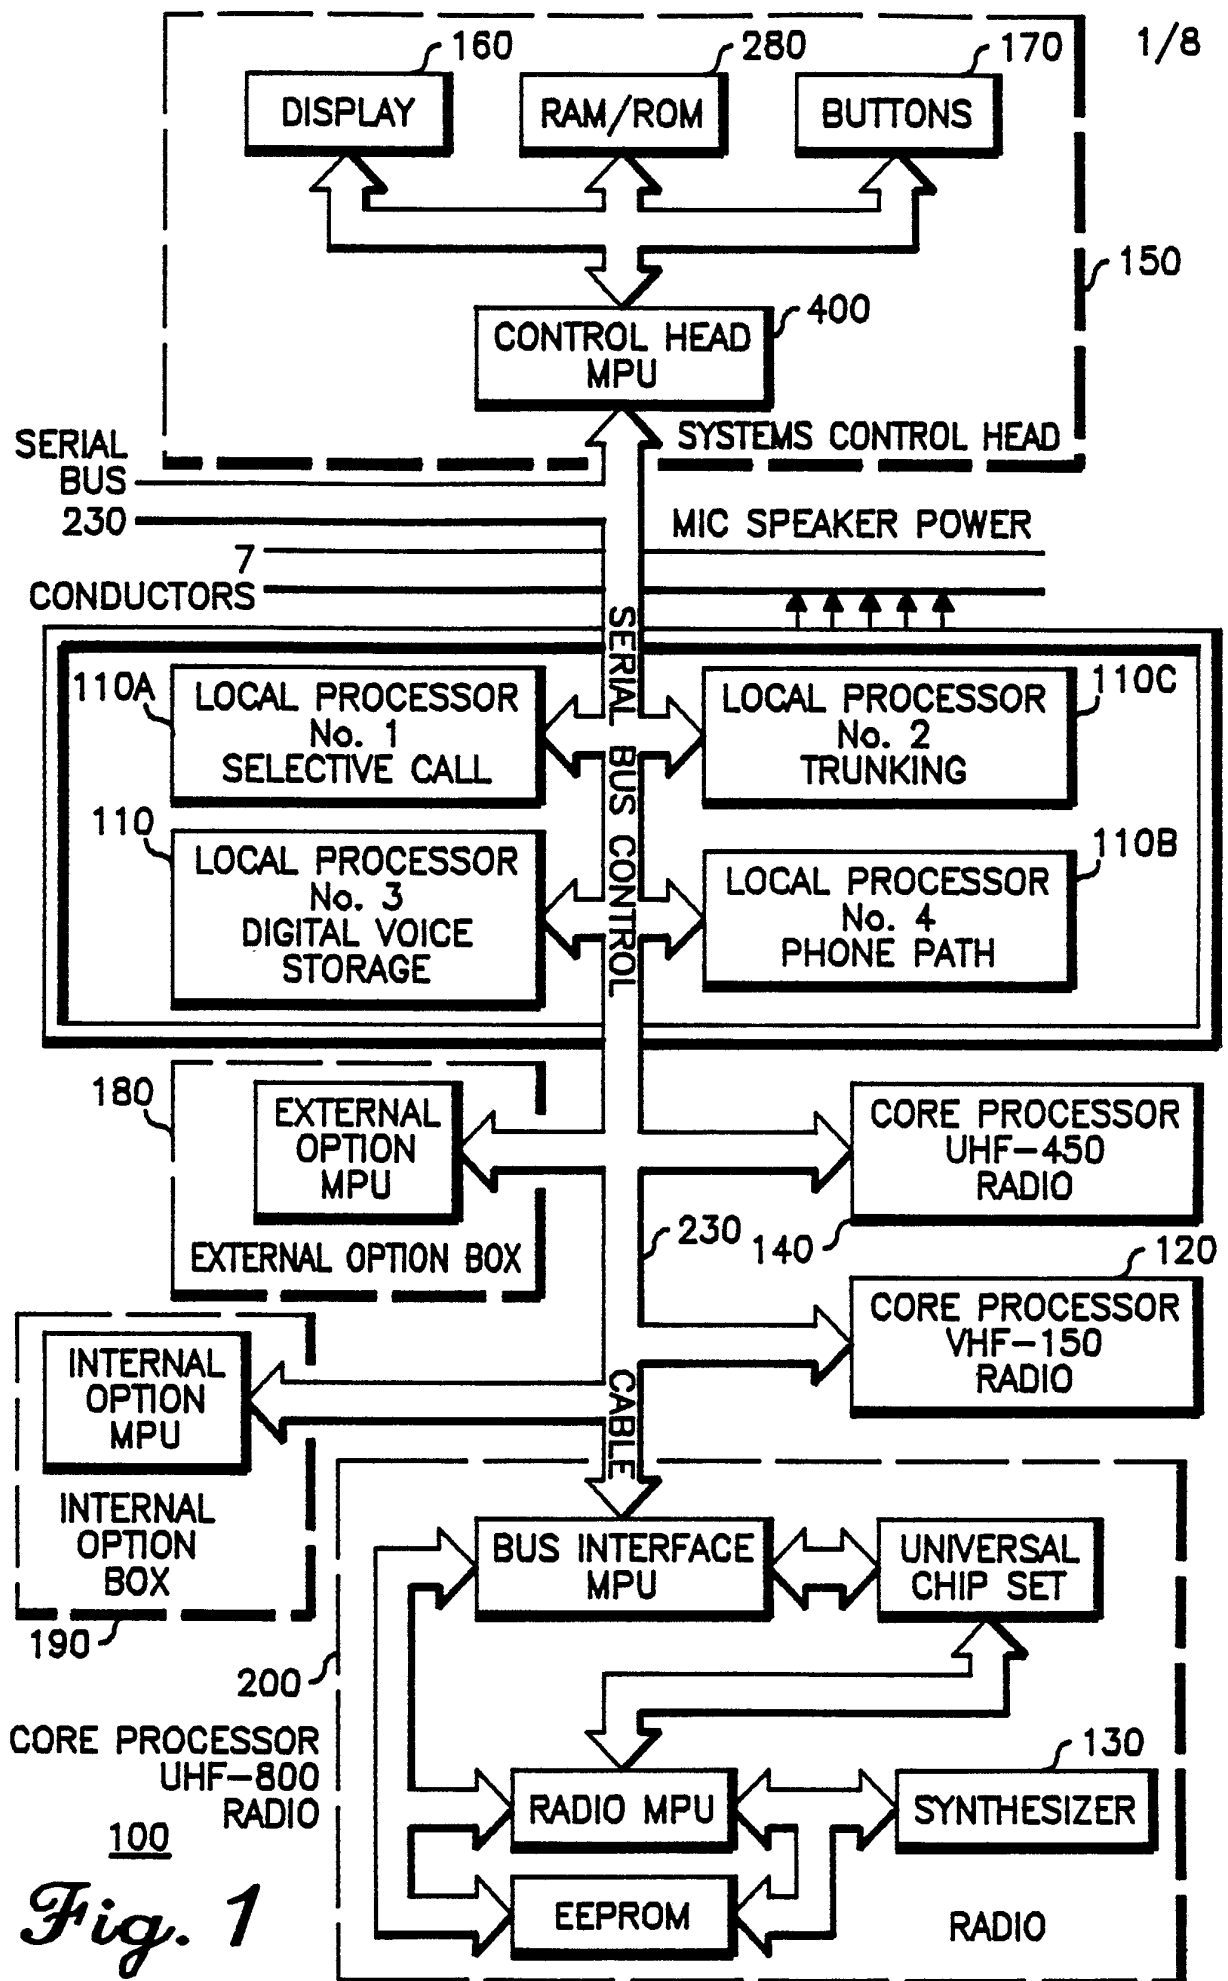 1/8
160
280
170
DISPLAY
RAM/ROM
BUTTONS
150
400
CONTROL HEAD
MPU
SYSTEMS CONTROL HEAD
SERIAL
BUS
230
MIC SPEAKER POWER
7
CONDUCTORS
SERIAL BUS CONTROL
110A
LOCAL PROCESSOR
No. 1
SELECTIVE CALL
110C
LOCAL PROCESSOR
No. 2
TRUNKING
110
LOCAL PROCESSOR
No. 3
DIGITAL VOICE
STORAGE
110B
LOCAL PROCESSOR
No. 4
PHONE PATH
180
EXTERNAL
OPTION
MPU
EXTERNAL OPTION BOX
CORE PROCESSOR
UHF-450
RADIO
140
230
120
CORE PROCESSOR
VHF-150
RADIO
INTERNAL
OPTION
MPU
INTERNAL
OPTION
BOX
190
CABLE
BUS INTERFACE
MPU
UNIVERSAL
CHIP SET
200
CORE PROCESSOR
UHF-800
RADIO
RADIO MPU
130
SYNTHESIZER
EEPROM
RADIO
100
Fig. 1